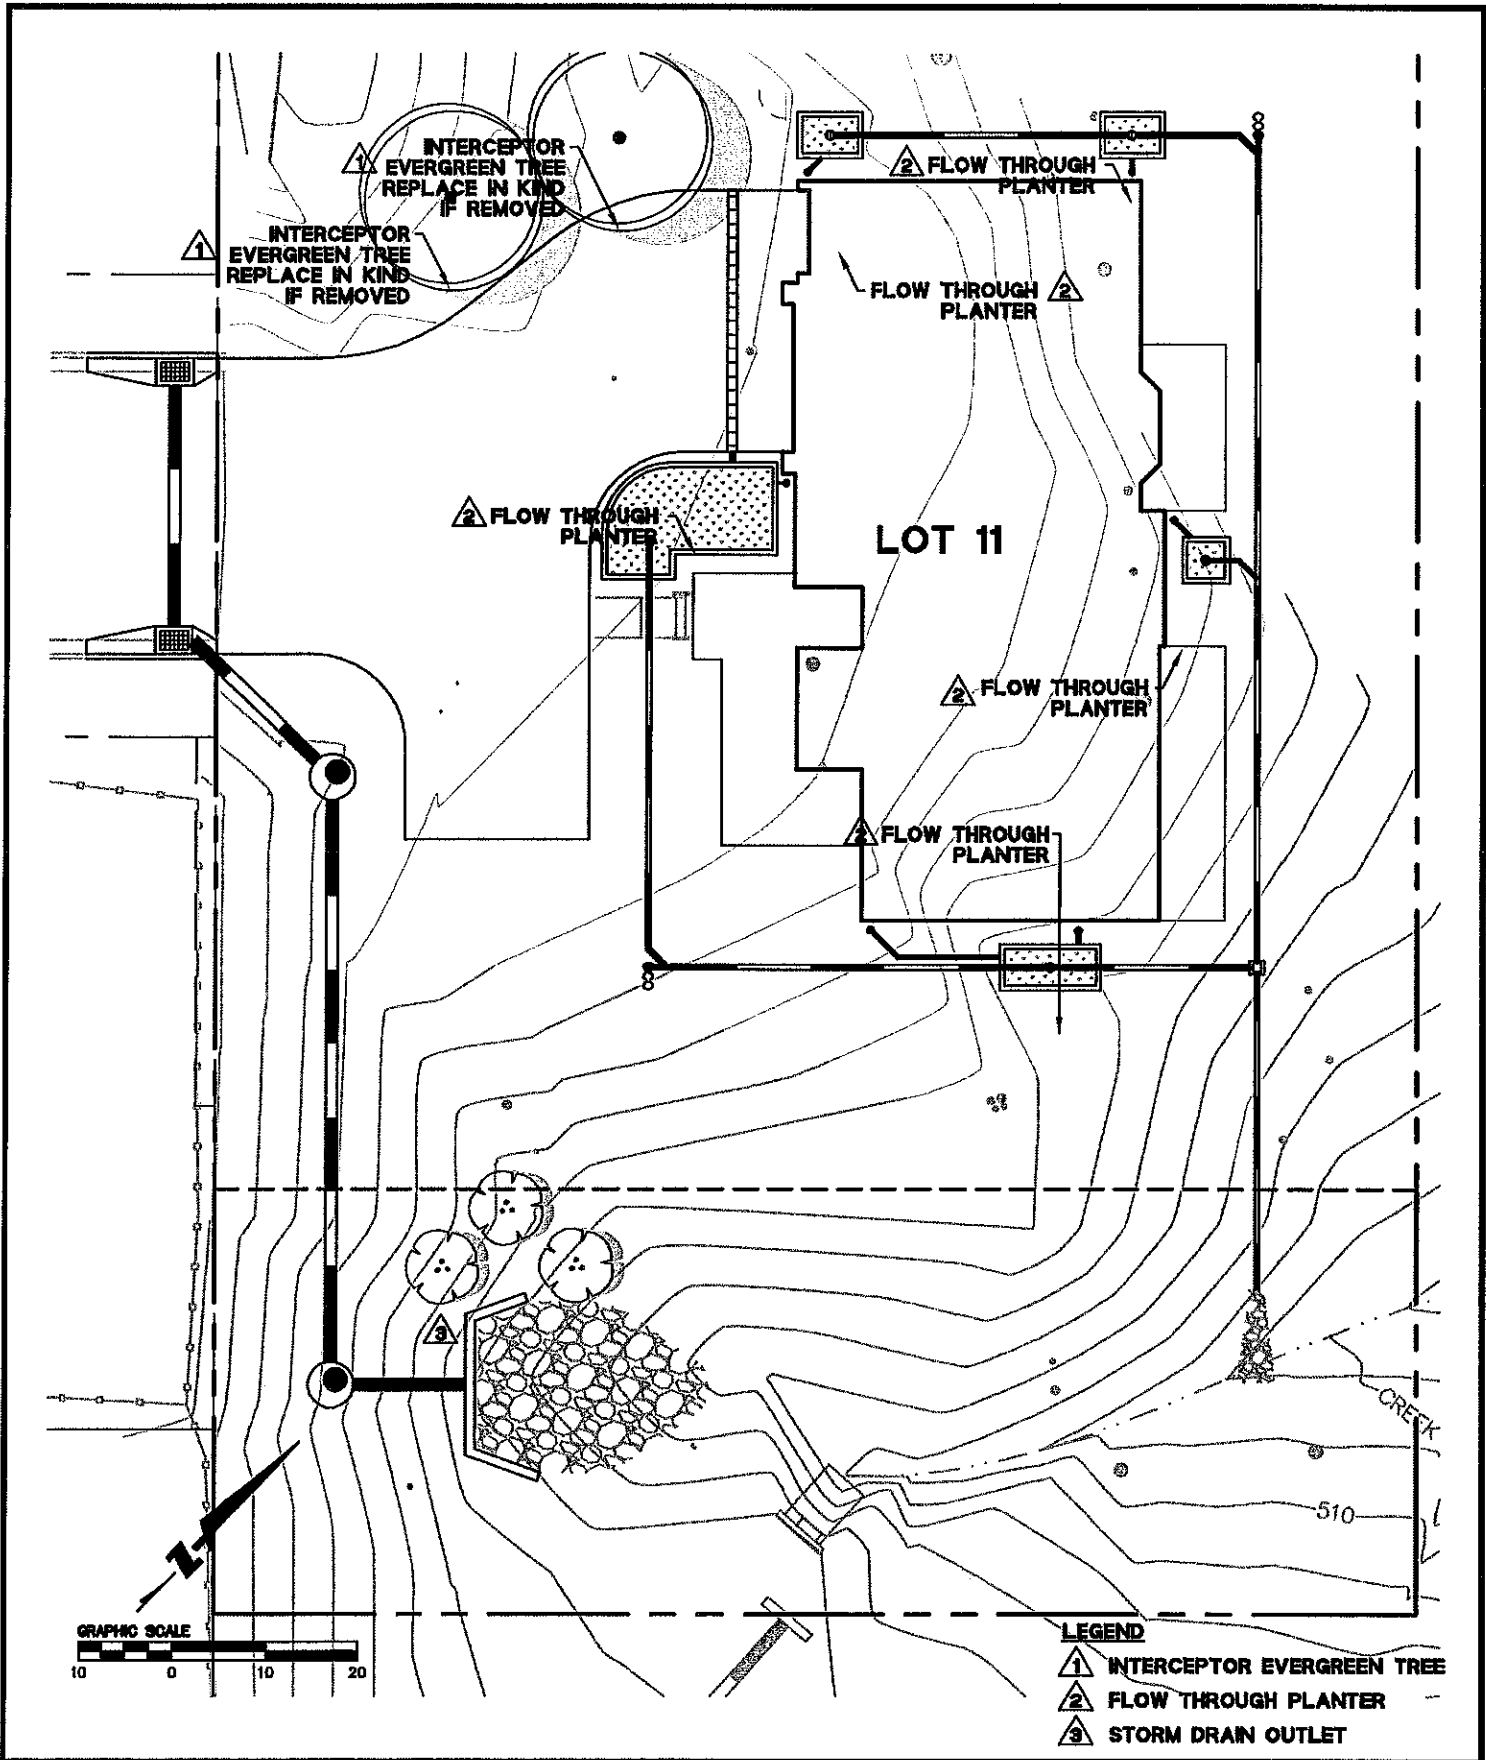 INTERCEPTOR
1 EVERGREEN TREE
REPLACE IN KIND
IF REMOVED
1 INTERCEPTOR
EVERGREEN TREE
REPLACE IN KIND
IF REMOVED
2 FLOW THROUGH
PLANTER
FLOW THROUGH 2
PLANTER
2 FLOW THROUGH
PLANTER
LOT 11
2 FLOW THROUGH
PLANTER
2 FLOW THROUGH
PLANTER
3
CREEK
510
N
GRAPHIC SCALE
10 0 10 20
LEGEND
1 INTERCEPTOR EVERGREEN TREE
2 FLOW THROUGH PLANTER
3 STORM DRAIN OUTLET